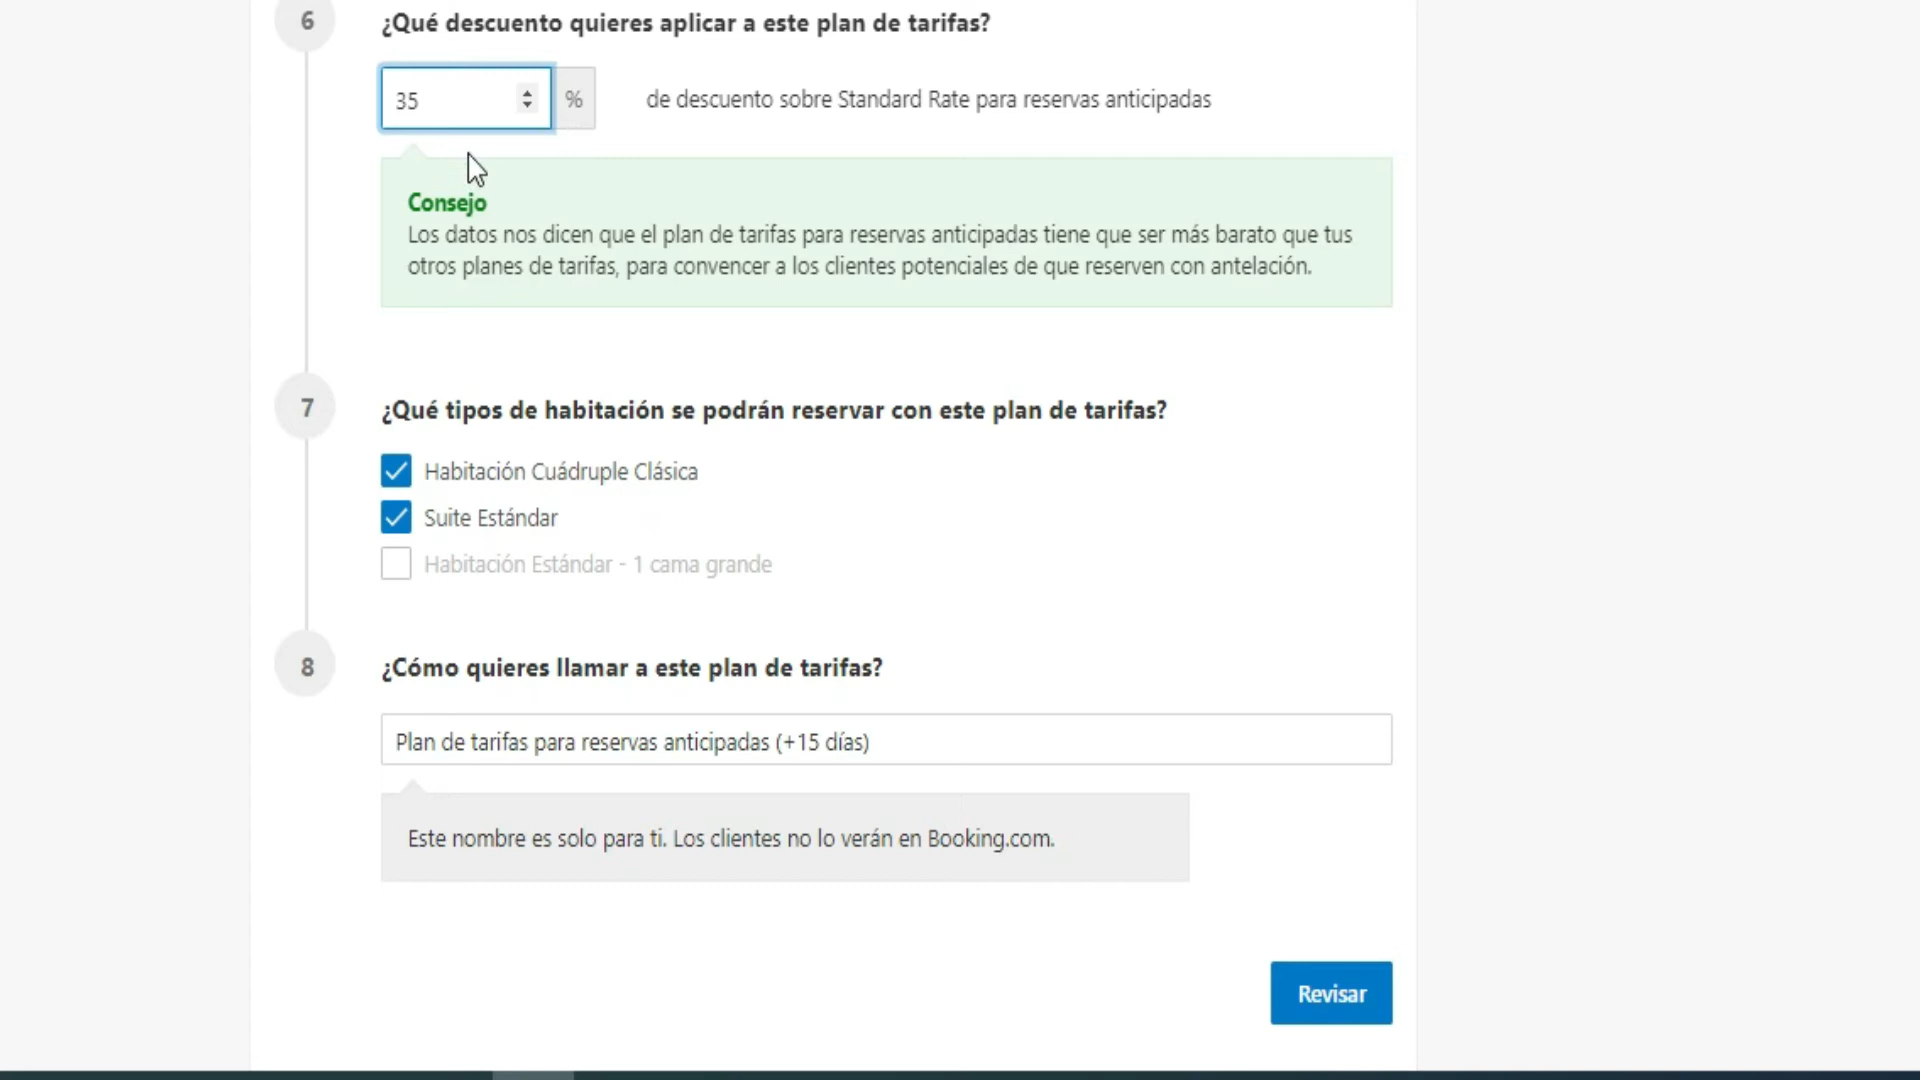 6
¿Qué descuento quieres aplicar a este plan de tarifas?
35 % de descuento sobre Standard Rate para reservas anticipadas
Consejo
Los datos nos dicen que el plan de tarifas para reservas anticipadas tiene que ser más barato que tus
otros planes de tarifas, para convencer a los clientes potenciales de que reserven con antelación.
7
¿Qué tipos de habitación se podrán reservar con este plan de tarifas?
Habitación Cuádruple Clásica
Suite Estándar
Habitación Estándar - 1 cama grande
8
¿Cómo quieres llamar a este plan de tarifas?
Plan de tarifas para reservas anticipadas (+15 días)
Este nombre es solo para ti. Los clientes no lo verán en Booking.com.
Revisar